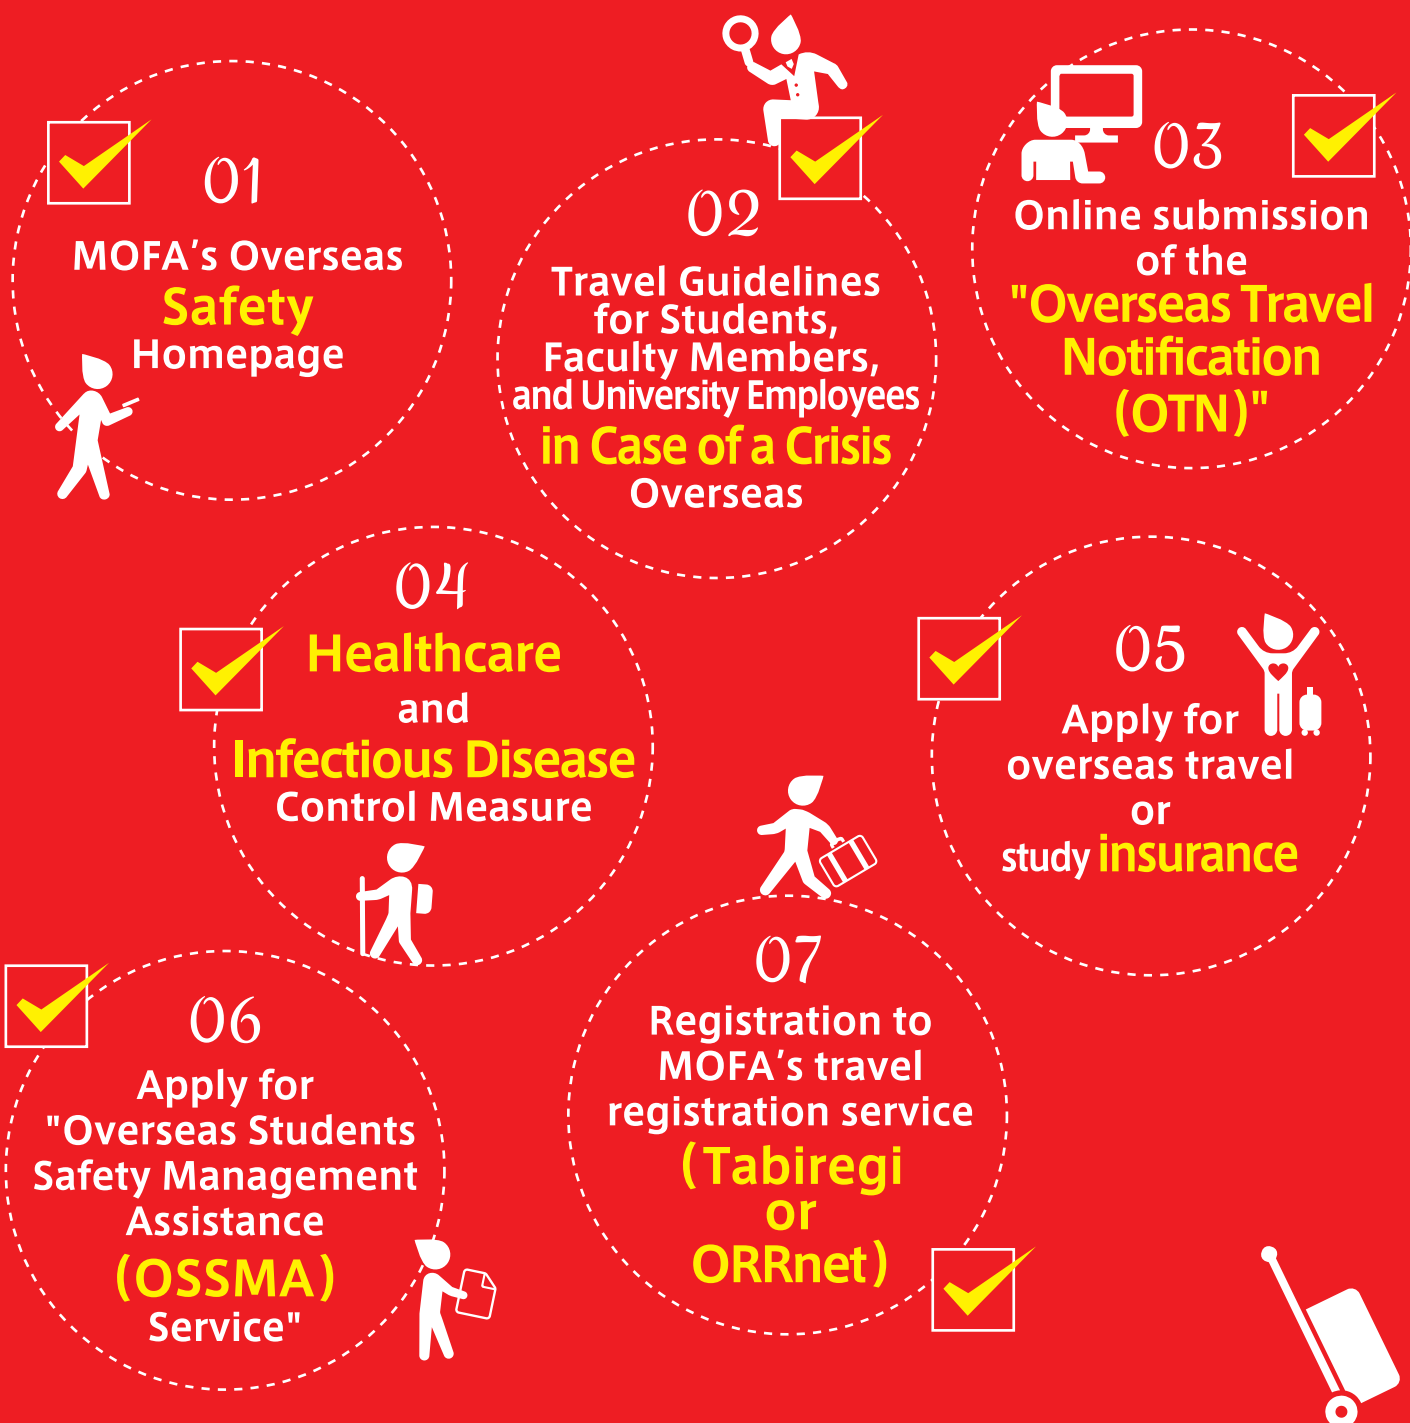 01
MOFA's Overseas
Safety
Homepage
02
Travel Guidelines
for Students,
Faculty Members,
and University Employees
in Case of a Crisis
Overseas
03
Online submission
of the
"Overseas Travel
Notification
(OTN)"
04
Healthcare
and
Infectious Disease
Control Measure
05
Apply for
overseas travel
or
study insurance
06
Apply for
"Overseas Students
Safety Management
Assistance
(OSSMA)
Service"
07
Registration to
MOFA's travel
registration service
(Tabiregi
or
ORRnet)